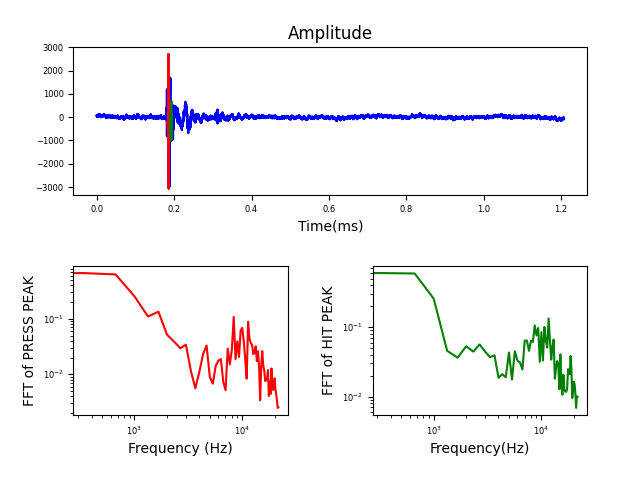 Amplitude
3000
2000
1000
0
−1000
−2000
−3000
0.0 0.2 0.4 0.6 0.8 1.0 1.2
Time(ms)
FFT of PRESS PEAK
10⁻¹
10⁻²
10³ 10⁴
Frequency (Hz)
FFT of HIT PEAK
10⁻¹
10⁻²
10³ 10⁴
Frequency(Hz)